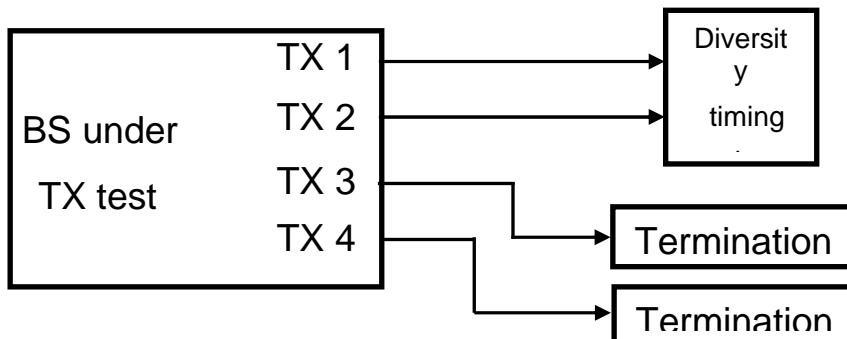 TX 1
TX 2
TX 3
TX 4
BS under
TX test
Diversit
y
timing
Termination
Termination